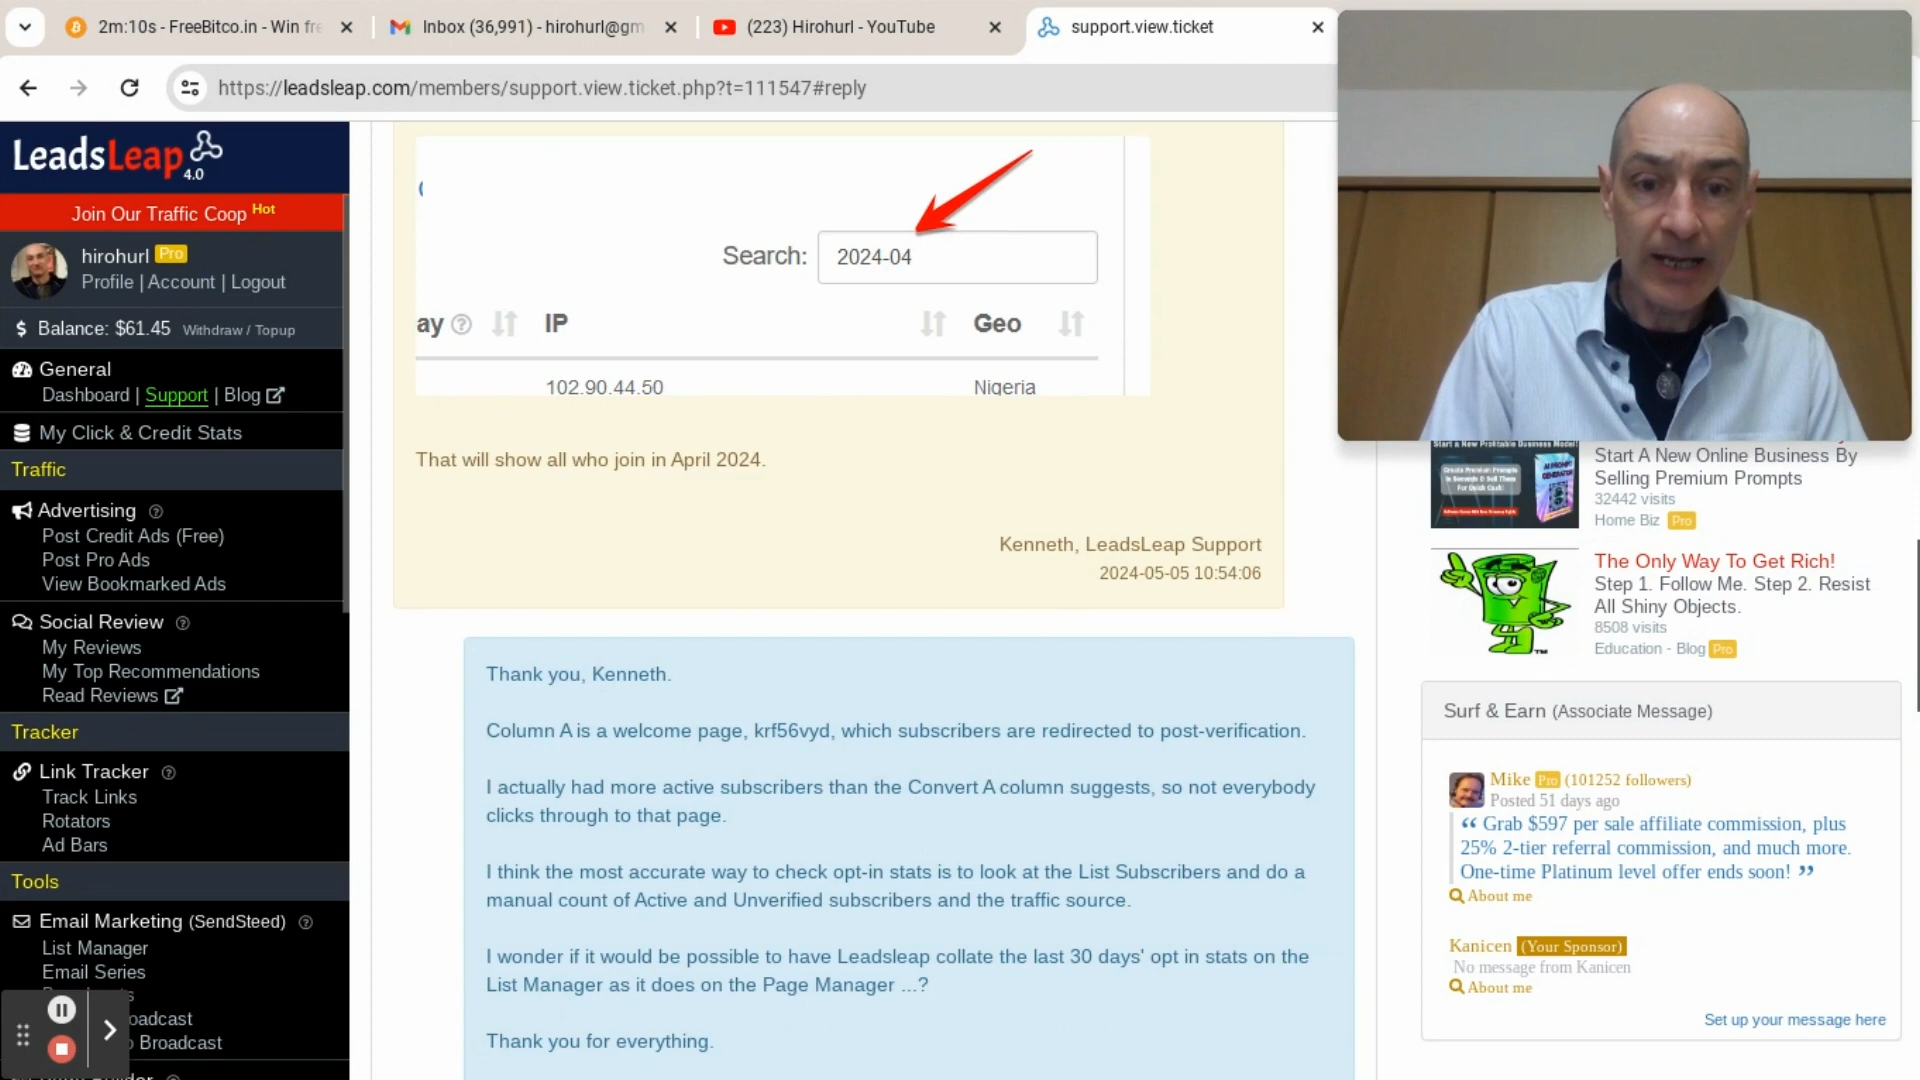 2m:10s - FreeBitco.in - Win fre
Inbox (36,991) - hirohurl@gm
(223) Hirohurl - YouTube
support.view.ticket
https://leadsleap.com/members/support.view.ticket.php?t=111547#reply
LeadsLeap 4.0
Join Our Traffic Coop Hot
hirohurl Pro
Profile | Account | Logout
$ Balance: $61.45 Withdraw / Topup
General
Dashboard | Support | Blog
My Click & Credit Stats
Traffic
Advertising
Post Credit Ads (Free)
Post Pro Ads
View Bookmarked Ads
Social Review
My Reviews
My Top Recommendations
Read Reviews
Tracker
Link Tracker
Track Links
Rotators
Ad Bars
Tools
Email Marketing (SendSteed)
List Manager
Email Series
oadcast
Broadcast
Search: 2024-04
ay IP Geo
102.90.44.50 Nigeria
That will show all who join in April 2024.
Kenneth, LeadsLeap Support
2024-05-05 10:54:06
Thank you, Kenneth.
Column A is a welcome page, krf56vyd, which subscribers are redirected to post-verification.
I actually had more active subscribers than the Convert A column suggests, so not everybody
clicks through to that page.
I think the most accurate way to check opt-in stats is to look at the List Subscribers and do a
manual count of Active and Unverified subscribers and the traffic source.
I wonder if it would be possible to have Leadsleap collate the last 30 days' opt in stats on the
List Manager as it does on the Page Manager ...?
Thank you for everything.
Start a New Profitable Business Model!
Start A New Online Business By
Selling Premium Prompts
32442 visits
Home Biz Pro
The Only Way To Get Rich!
Step 1. Follow Me. Step 2. Resist
All Shiny Objects.
8508 visits
Education - Blog Pro
Surf & Earn (Associate Message)
Mike Pro (101252 followers)
Posted 51 days ago
“ Grab $597 per sale affiliate commission, plus
25% 2-tier referral commission, and much more.
One-time Platinum level offer ends soon! ”
About me
Kanicen (Your Sponsor)
No message from Kanicen
About me
Set up your message here